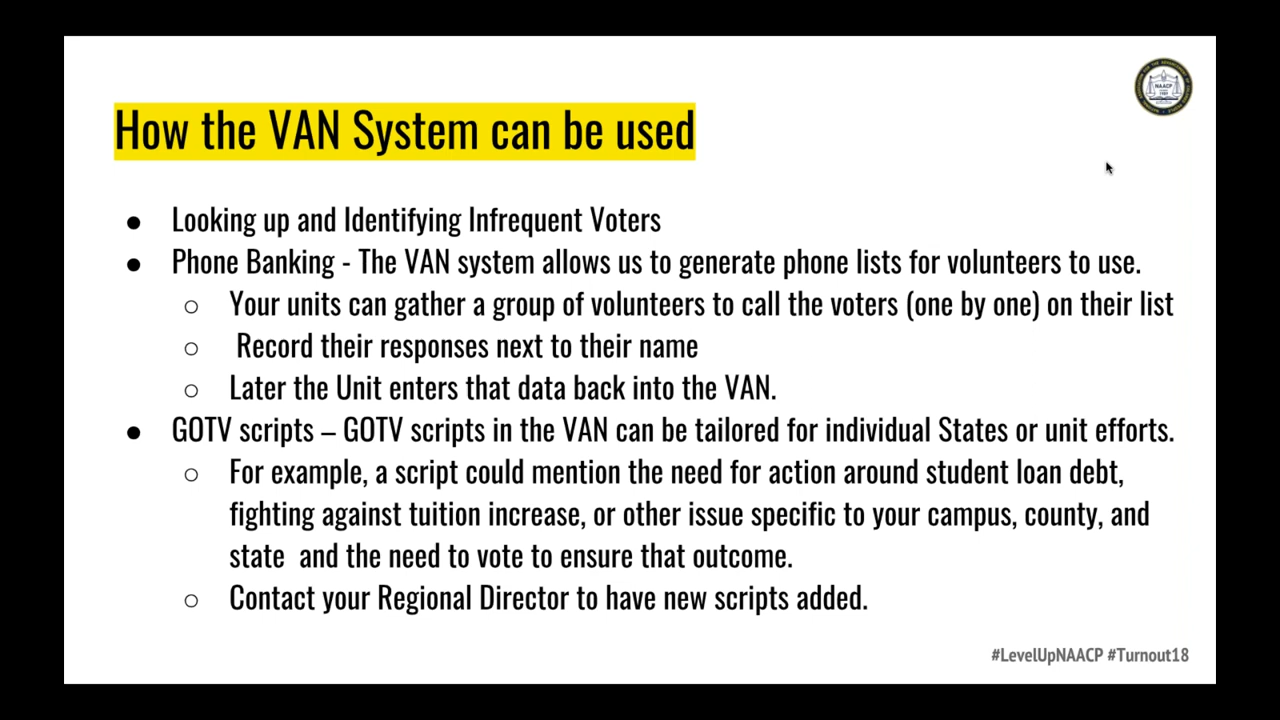 How the VAN System can be used
● Looking up and Identifying Infrequent Voters
● Phone Banking - The VAN system allows us to generate phone lists for volunteers to use.
○ Your units can gather a group of volunteers to call the voters (one by one) on their list
○ Record their responses next to their name
○ Later the Unit enters that data back into the VAN.
● GOTV scripts – GOTV scripts in the VAN can be tailored for individual States or unit efforts.
○ For example, a script could mention the need for action around student loan debt,
fighting against tuition increase, or other issue specific to your campus, county, and
state and the need to vote to ensure that outcome.
○ Contact your Regional Director to have new scripts added.
#LevelUpNAACP #Turnout18
NAACP